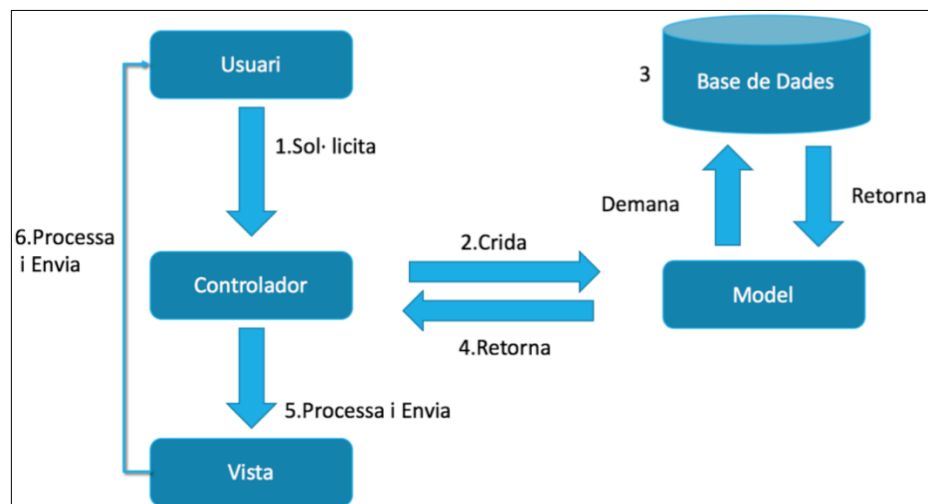 Usuari
3
Base de Dades
1.Sol· licita
Demana
Retorna
6.Processa
i Envia
2.Crida
Controlador
Model
4.Retorna
5.Processa i Envia
Vista